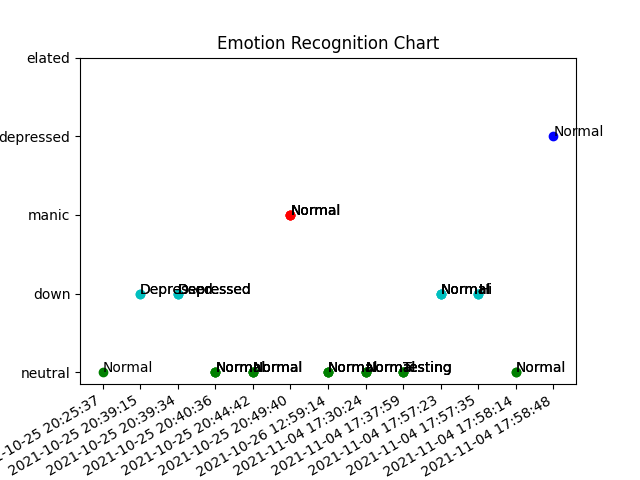 Emotion Recognition Chart
elated
depressed
Normal
manic
Normal
down
Depressed
Depressed
Normal
Hi
neutral
Normal
Normal
Normal
Normal
Normal
Testing
Normal
-10-25 20:25:37
2021-10-25 20:39:15
2021-10-25 20:39:34
2021-10-25 20:40:36
2021-10-25 20:44:42
2021-10-25 20:49:40
2021-10-26 12:59:14
2021-11-04 17:30:24
2021-11-04 17:37:59
2021-11-04 17:57:23
2021-11-04 17:57:35
2021-11-04 17:58:14
2021-11-04 17:58:48